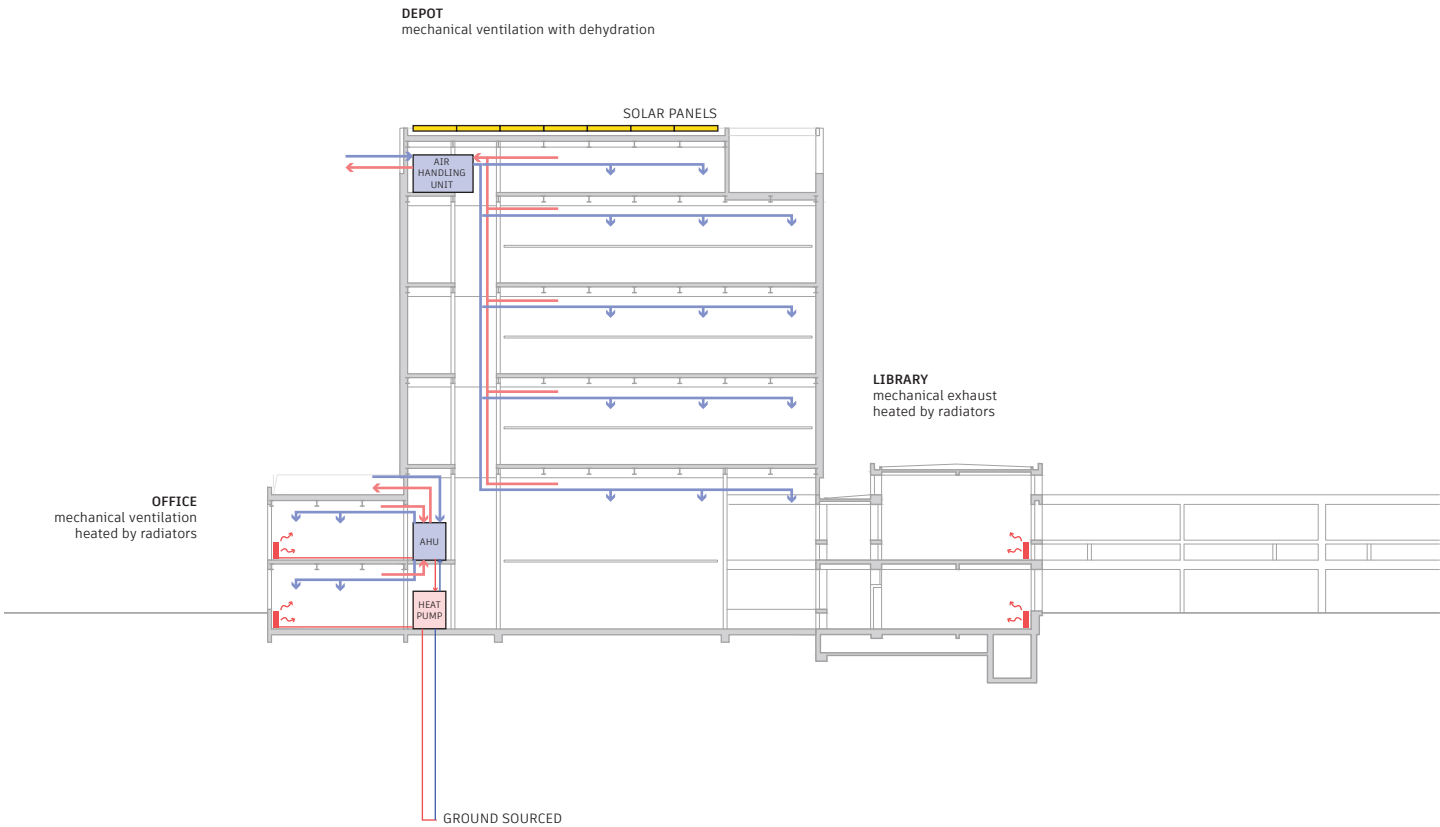 DEPOT
mechanical ventilation with dehydration
SOLAR PANELS
AIR
HANDLING
UNIT
LIBRARY
mechanical exhaust
heated by radiators
OFFICE
mechanical ventilation
heated by radiators
AHU
HEAT
PUMP
GROUND SOURCED